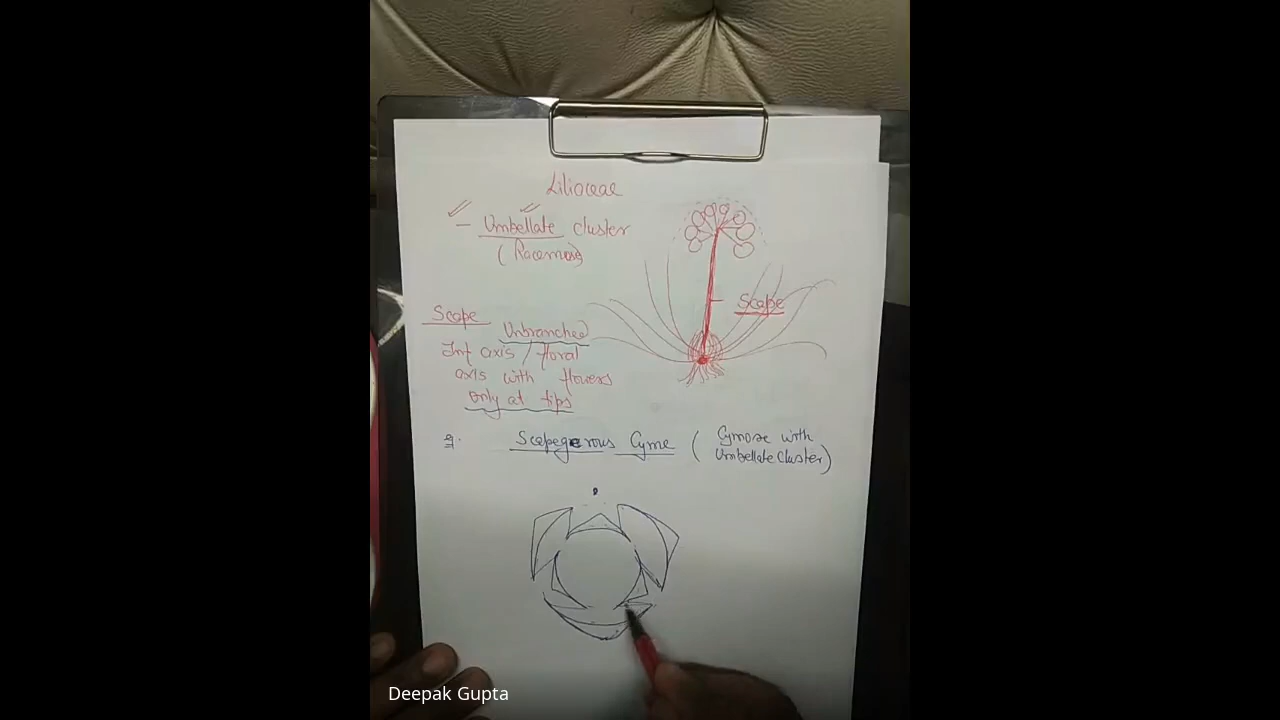 Lilioceae
- Umbellate cluster
(Racemose)
Scape
Scape Unbranched
Inf axis / floral
axis with flowers
only at tips
Scapegerous Cyme ( Cymose with
Umbellate cluster)
Deepak Gupta